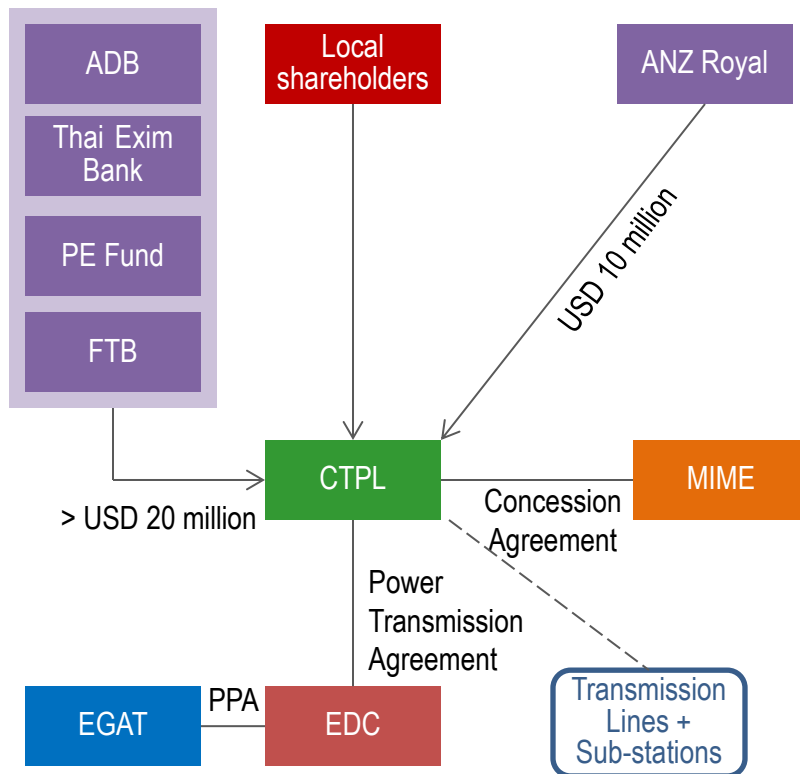 ADB
Thai Exim
Bank
PE Fund
FTB
Local
shareholders
ANZ Royal
USD 10 million
CTPL
MIME
> USD 20 million
Concession
Agreement
Power
Transmission
Agreement
EGAT
PPA
EDC
Transmission
Lines +
Sub-stations